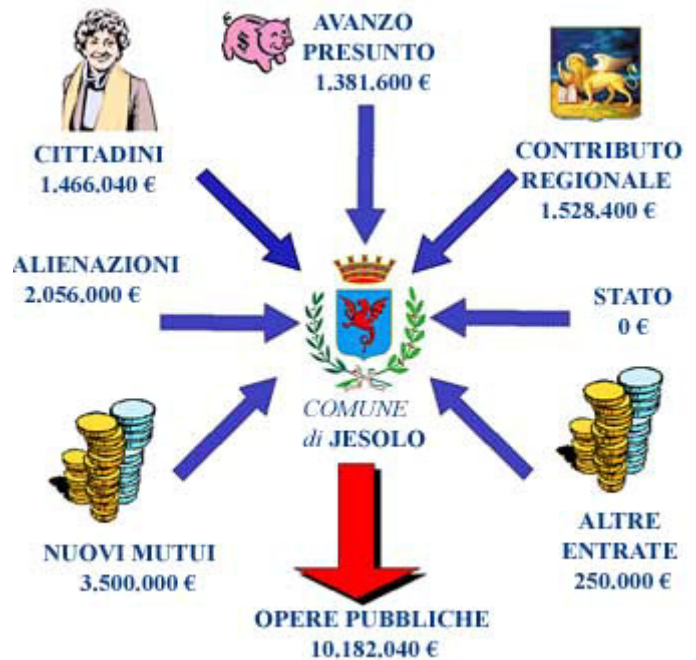 AVANZO
PRESUNTO
1.381.600 €
CITTADINI
1.466.040 €
CONTRIBUTO
REGIONALE
1.528.400 €
ALIENAZIONI
2.056.000 €
STATO
0 €
COMUNE
di JESOLO
NUOVI MUTUI
3.500.000 €
ALTRE
ENTRATE
250.000 €
OPERE PUBBLICHE
10.182.040 €